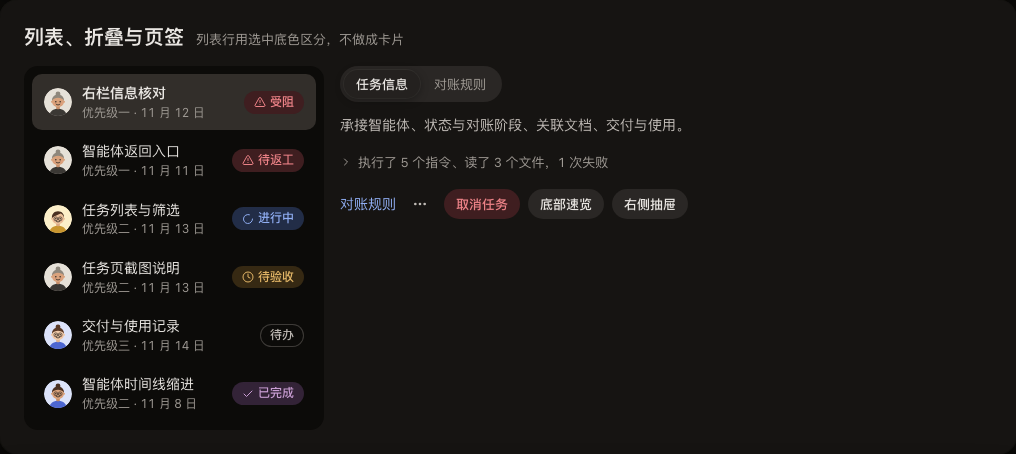 列表、折叠与页签 列表行用选中底色区分，不做成卡片
右栏信息核对
优先级一 · 11 月 12 日
受阻
智能体返回入口
优先级一 · 11 月 11 日
待返工
任务列表与筛选
优先级二 · 11 月 13 日
进行中
任务页截图说明
优先级二 · 11 月 13 日
待验收
交付与使用记录
优先级三 · 11 月 14 日
待办
智能体时间线缩进
优先级二 · 11 月 8 日
已完成
任务信息 对账规则
承接智能体、状态与对账阶段、关联文档、交付与使用。
执行了 5 个指令、读了 3 个文件，1 次失败
对账规则 ··· 取消任务 底部速览 右侧抽屉